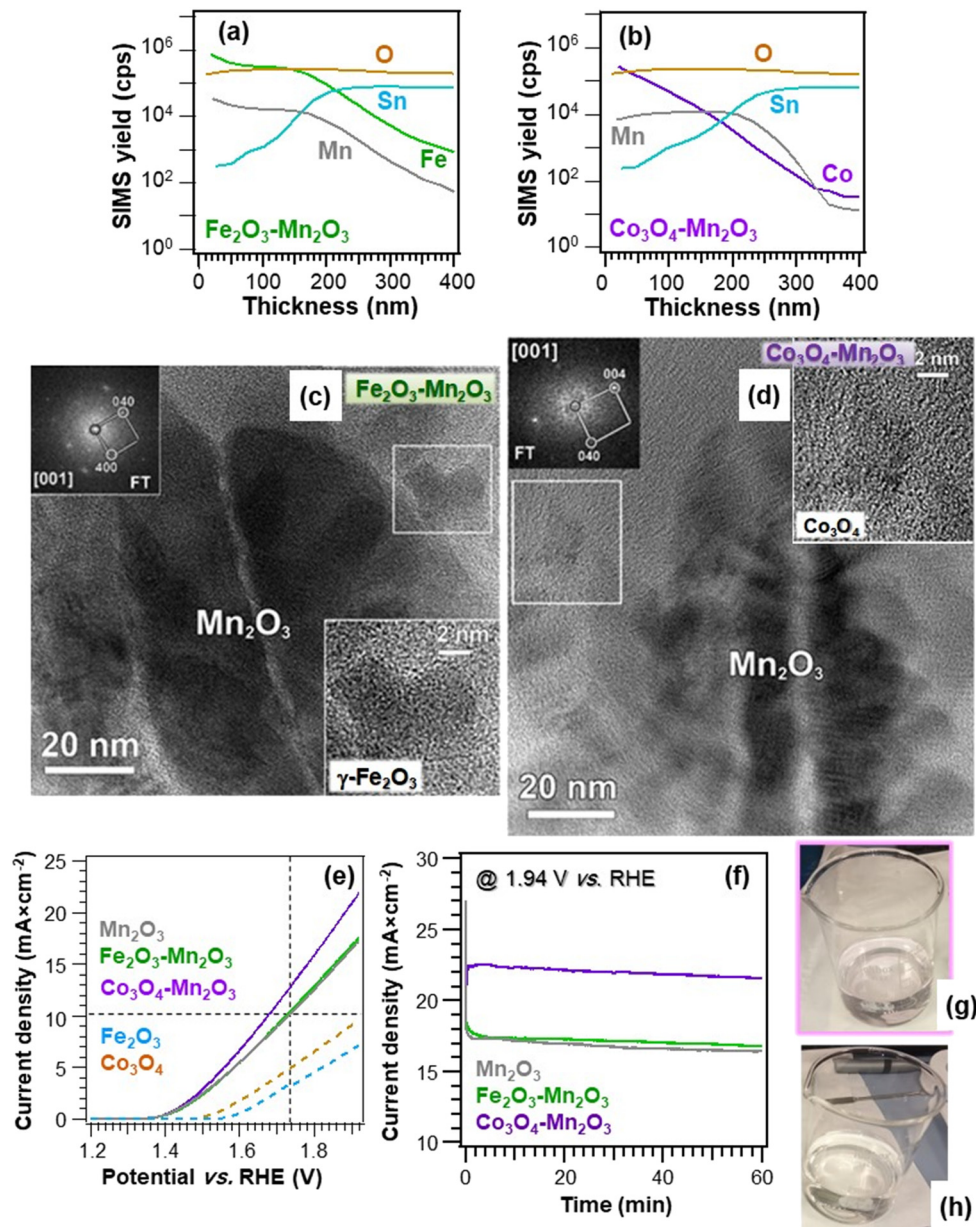 (a)
O
Sn
Mn
Fe
Fe₂O₃-Mn₂O₃
SIMS yield (cps)
10⁶
10⁴
10²
10⁰
0 100 200 300 400
Thickness (nm)
(b)
O
Sn
Mn
Co
Co₃O₄-Mn₂O₃
SIMS yield (cps)
10⁶
10⁴
10²
10⁰
0 100 200 300 400
Thickness (nm)
(c)
Fe₂O₃-Mn₂O₃
040
400
[001]
FT
Mn₂O₃
20 nm
2 nm
γ-Fe₂O₃
[001]
004
040
FT
(d)
Co₃O₄-Mn₂O₃
2 nm
Co₃O₄
Mn₂O₃
20 nm
(e)
Current density (mA×cm⁻²)
25
20
15
10
5
0
Mn₂O₃
Fe₂O₃-Mn₂O₃
Co₃O₄-Mn₂O₃
Fe₂O₃
Co₃O₄
1.2 1.4 1.6 1.8
Potential vs. RHE (V)
(f)
@ 1.94 V vs. RHE
Current density (mA×cm⁻²)
30
25
20
15
10
Mn₂O₃
Fe₂O₃-Mn₂O₃
Co₃O₄-Mn₂O₃
0 20 40 60
Time (min)
(g)
(h)